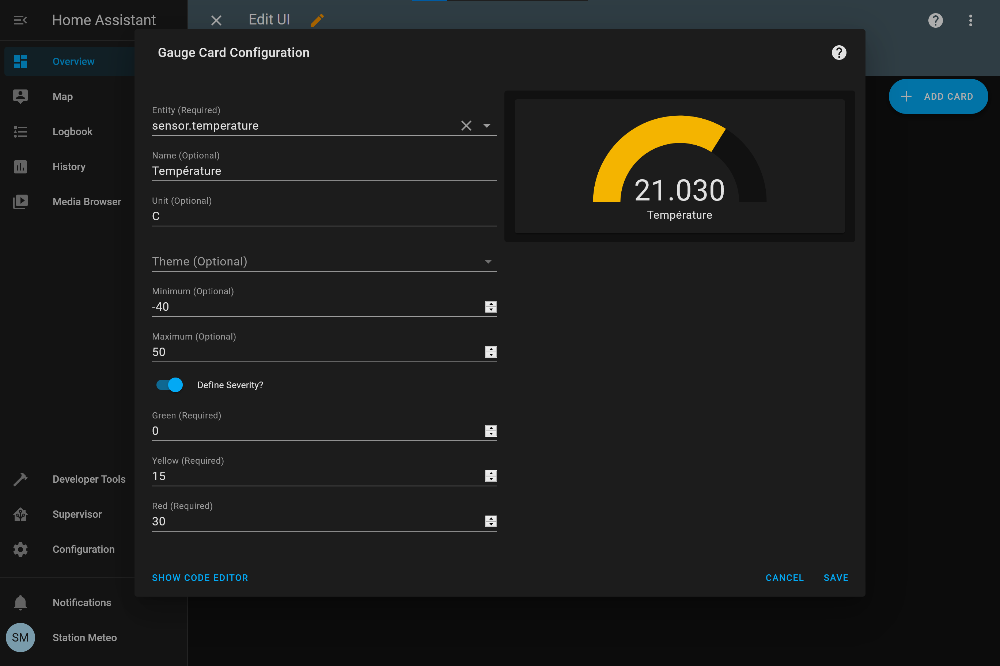 Home Assistant
Edit UI
Overview
Map
Logbook
History
Media Browser
Developer Tools
Supervisor
Configuration
Notifications
SM
Station Meteo
ADD CARD
Gauge Card Configuration
Entity (Required)
sensor.temperature
Name (Optional)
Température
Unit (Optional)
C
Theme (Optional)
Minimum (Optional)
-40
Maximum (Optional)
50
Define Severity?
Green (Required)
0
Yellow (Required)
15
Red (Required)
30
21.030
Température
SHOW CODE EDITOR
CANCEL
SAVE